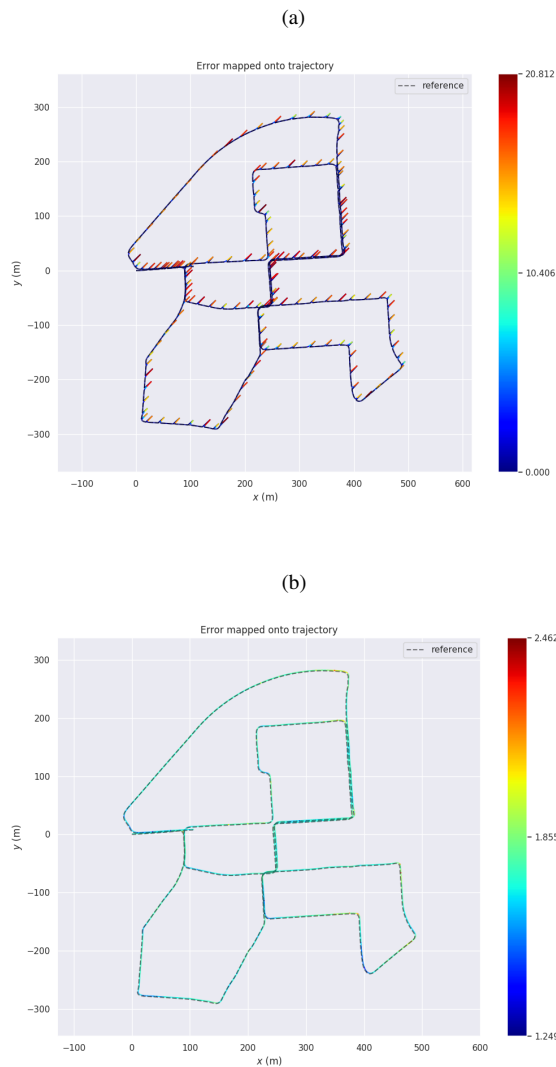 (a)
Error mapped onto trajectory
reference
20.812
10.406
0.000
300
200
100
0
−100
−200
−300
y (m)
−100 0 100 200 300 400 500 600
x (m)
(b)
Error mapped onto trajectory
reference
2.462
1.855
1.249
300
200
100
0
−100
−200
−300
y (m)
−100 0 100 200 300 400 500 600
x (m)